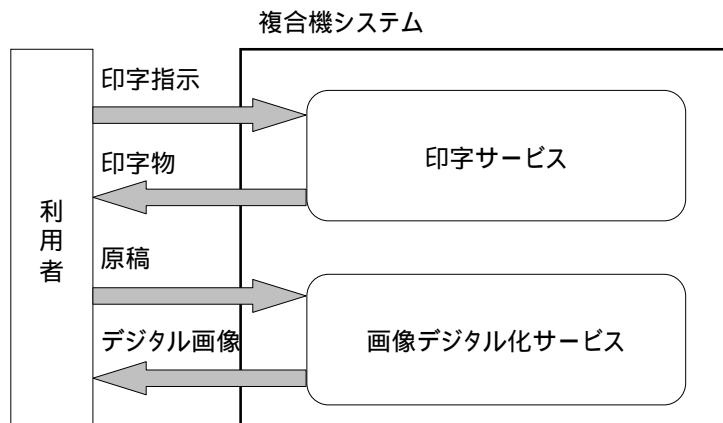 複合機システム
印字指示
印字サービス
印字物
利用者
原稿
画像デジタル化サービス
デジタル画像